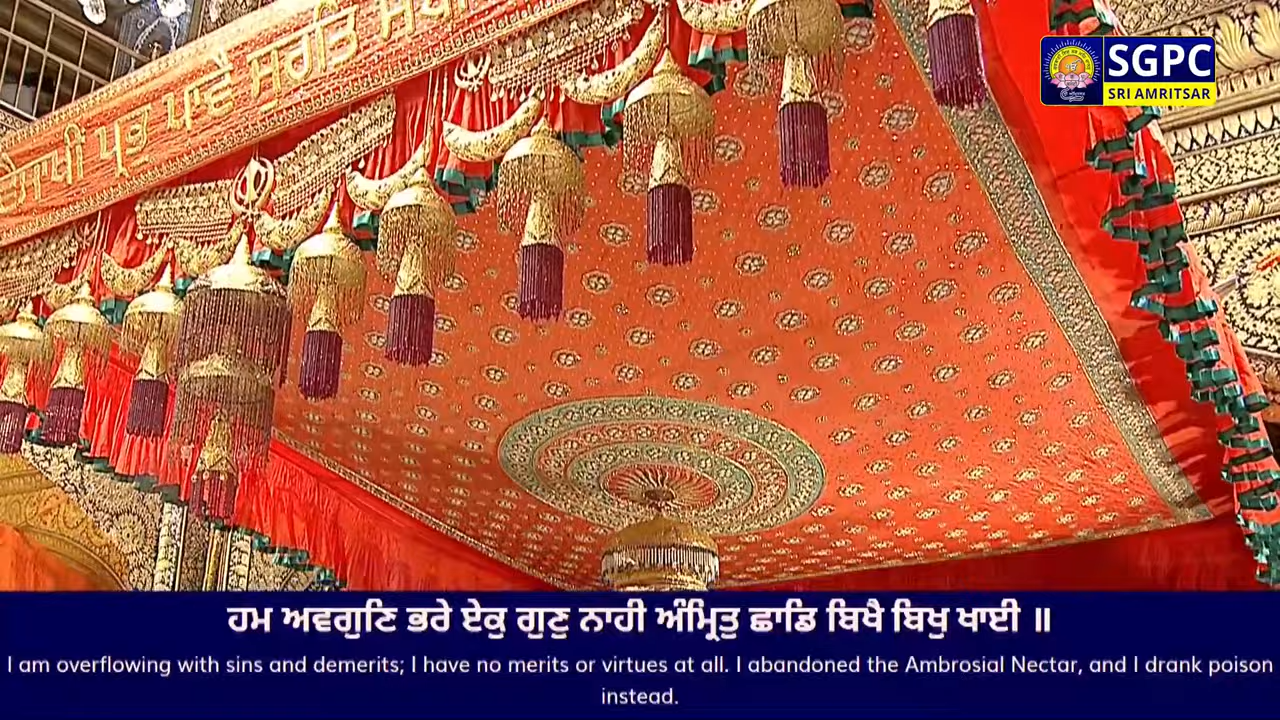 ਪ੍ਰਭ
SGPC
SRI AMRITSAR
ਹਮ ਅਵਗੁਣਿ ਭਰੇ ਏਕੁ ਗੁਣੁ ਨਾਹੀ ਅੰਮ੍ਰਿਤੁ ਛਾਡਿ ਬਿਖੈ ਬਿਖੁ ਖਾਈ ॥
I am overflowing with sins and demerits; I have no merits or virtues at all. I abandoned the Ambrosial Nectar, and I drank poison
instead.